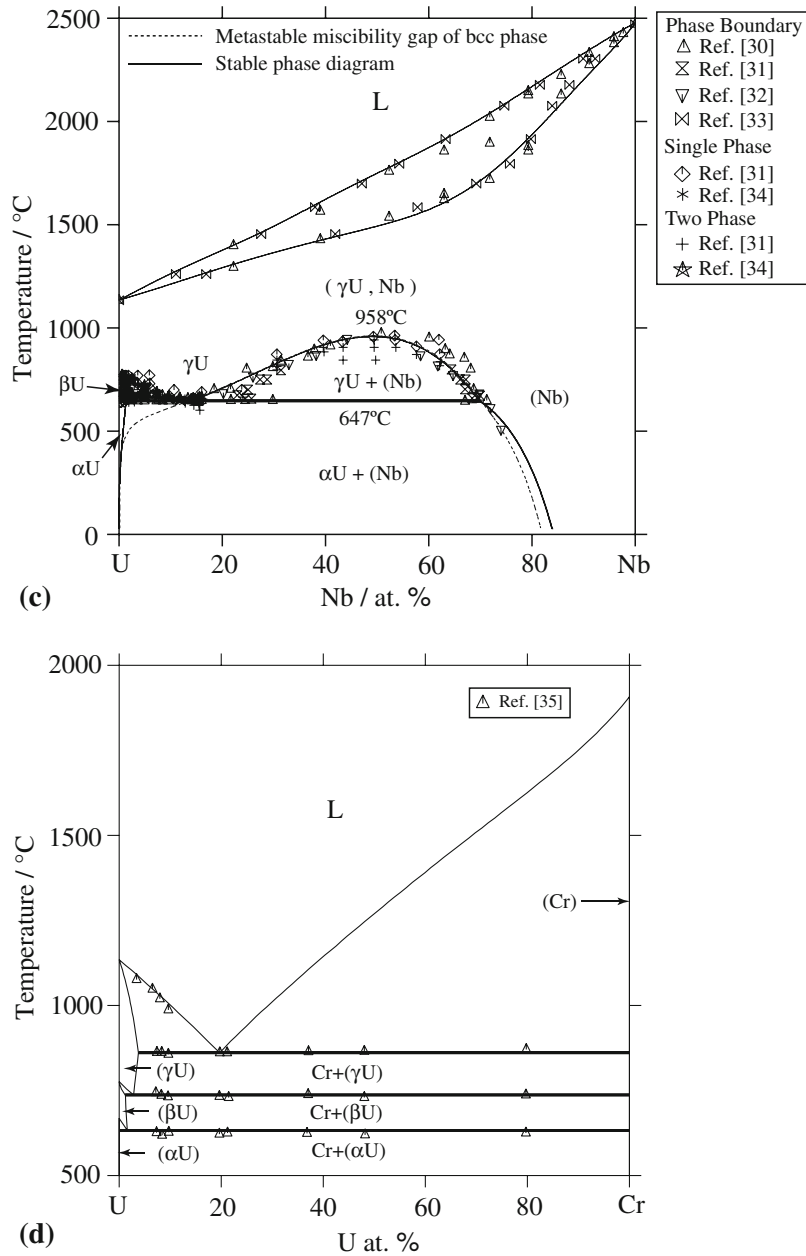 Metastable miscibility gap of bcc phase
Stable phase diagram
L
(γU, Nb)
958ºC
γU
βU
γU + (Nb)
(Nb)
647ºC
αU
αU + (Nb)
2500
2000
1500
1000
500
0
Temperature / °C
U 20 40 60 80 Nb
Nb / at. %
(c)
Phase Boundary
Ref. [30]
Ref. [31]
Ref. [32]
Ref. [33]
Single Phase
Ref. [31]
Ref. [34]
Two Phase
Ref. [31]
Ref. [34]
2000
1500
1000
500
Temperature / °C
Ref. [35]
L
(Cr)
(γU) Cr+(γU)
(βU) Cr+(βU)
(αU) Cr+(αU)
U 20 40 60 80 Cr
U at. %
(d)